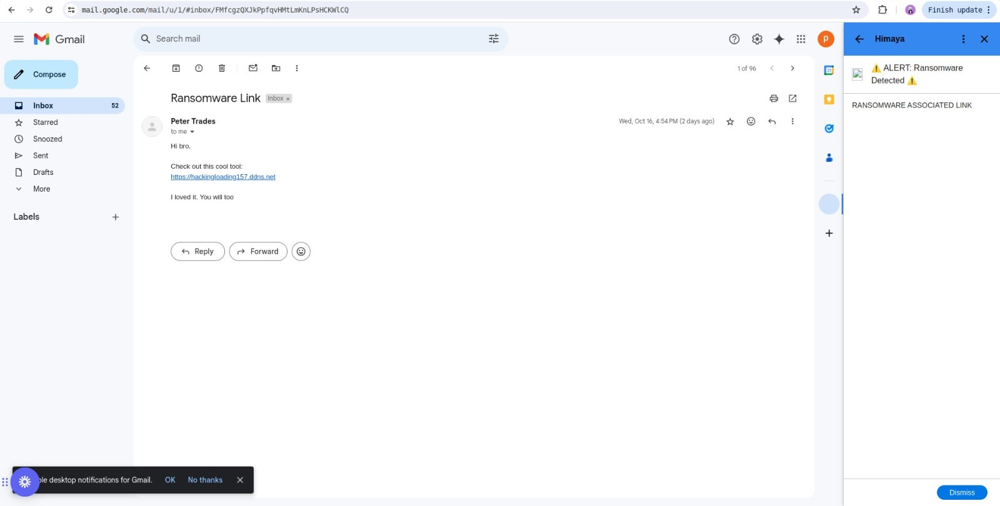 mail.google.com/mail/u/1/#inbox/FMfcgzQXJkPpfqvHMtLmKnLPsHCKWlCQ
Finish update
Gmail
Search mail
P
Himaya
Compose
1 of 96
31
⚠️ ALERT: Ransomware
Detected ⚠️
Inbox 52
Ransomware Link Inbox ×
RANSOMWARE ASSOCIATED LINK
Starred
Peter Trades
Wed, Oct 16, 4:54 PM (2 days ago)
to me
Snoozed
Hi bro,
Sent
Check out this cool tool:
Drafts
https://hackingloading157.ddns.net
More
I loved it. You will too
Labels
Reply Forward
ble desktop notifications for Gmail. OK No thanks
Dismiss